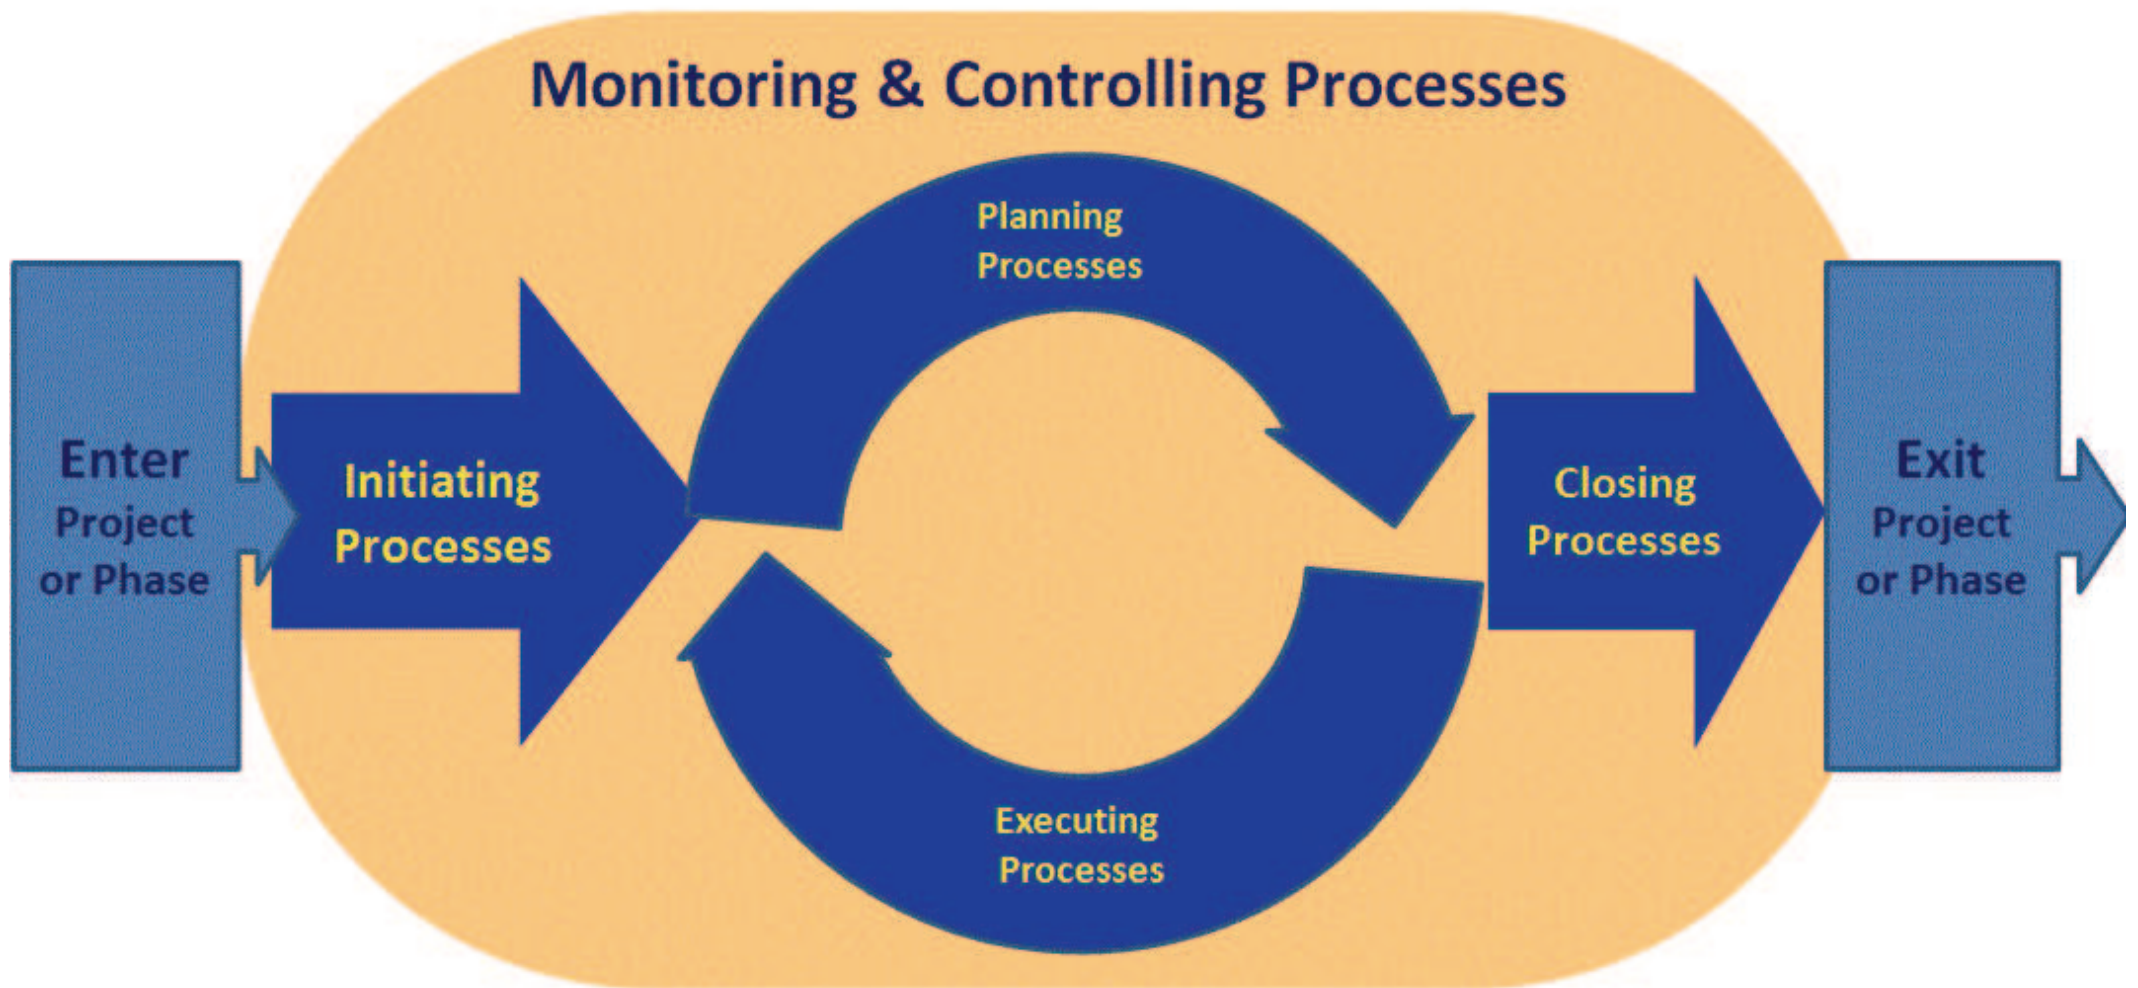 Monitoring & Controlling Processes
Enter
Project
or Phase
Initiating
Processes
Planning
Processes
Executing
Processes
Closing
Processes
Exit
Project
or Phase